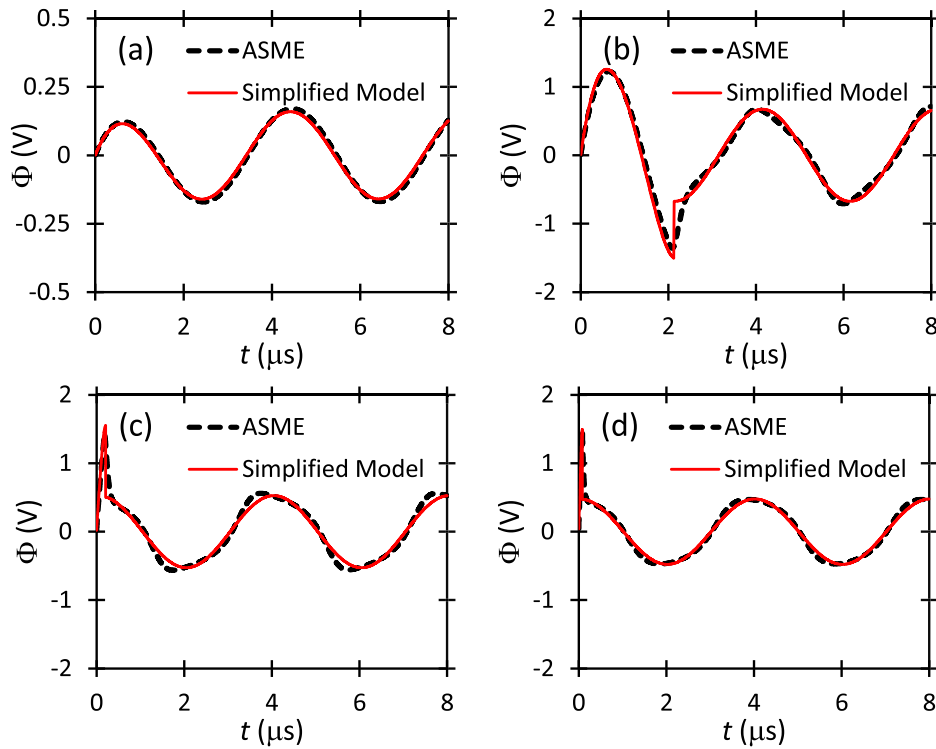 (a) ASME
Simplified Model
Φ (V)
0.5
0.25
0
-0.25
-0.5
0 2 4 6 8
t (μs)
(b) ASME
Simplified Model
Φ (V)
2
1
0
-1
-2
0 2 4 6 8
t (μs)
(c) ASME
Simplified Model
Φ (V)
2
1
0
-1
-2
0 2 4 6 8
t (μs)
(d) ASME
Simplified Model
Φ (V)
2
1
0
-1
-2
0 2 4 6 8
t (μs)